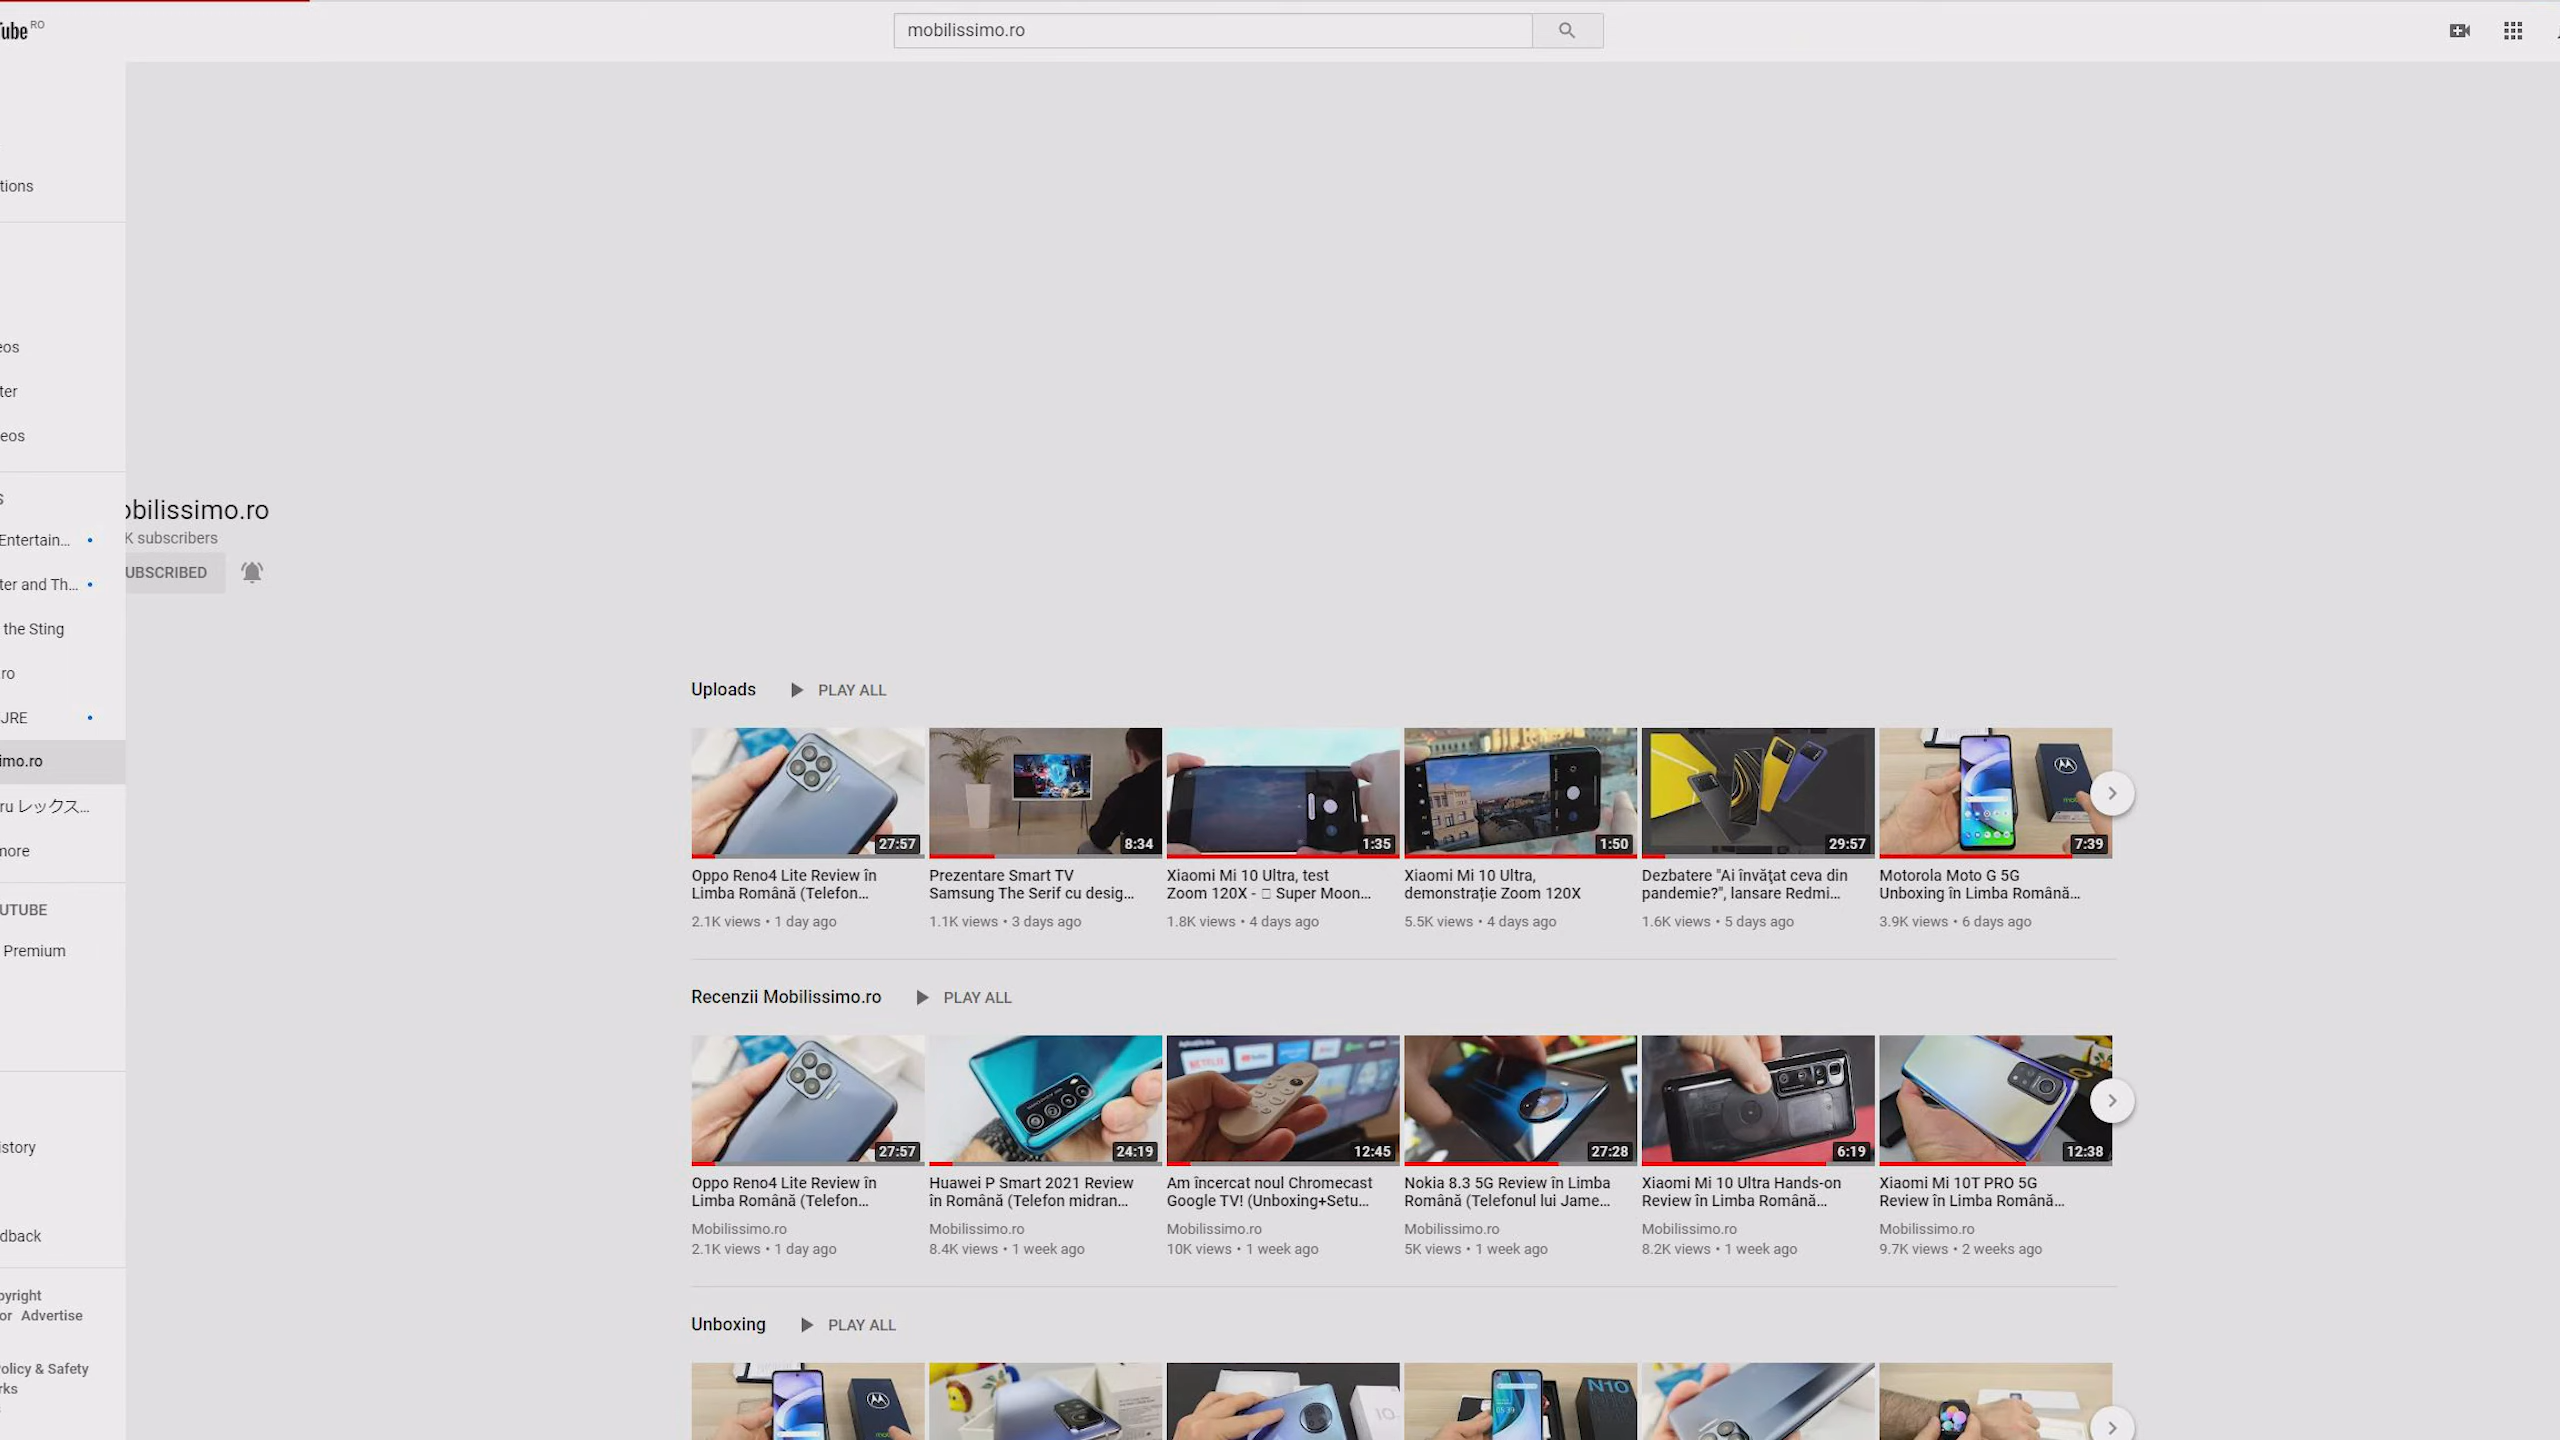 Tube RO
mobilissimo.ro
tions
eos
ter
eos
S
Entertain...
ter and Th...
the Sting
ro
JRE
imo.ro
ru レックス...
more
UTUBE
Premium
story
dback
pyright
or Advertise
olicy & Safety
rks
obilissimo.ro
K subscribers
UBSCRIBED
Uploads PLAY ALL
27:57
8:34
1:35
1:50
29:57
7:39
Oppo Reno4 Lite Review în
Limba Română (Telefon...
2.1K views • 1 day ago
Prezentare Smart TV
Samsung The Serif cu desig...
1.1K views • 3 days ago
Xiaomi Mi 10 Ultra, test
Zoom 120X - Super Moon...
1.8K views • 4 days ago
Xiaomi Mi 10 Ultra,
demonstrație Zoom 120X
5.5K views • 4 days ago
Dezbatere "Ai învăţat ceva din
pandemie?", lansare Redmi...
1.6K views • 5 days ago
Motorola Moto G 5G
Unboxing în Limba Română...
3.9K views • 6 days ago
Recenzii Mobilissimo.ro PLAY ALL
NETFLIX
27:57
24:19
12:45
27:28
6:19
12:38
Oppo Reno4 Lite Review în
Limba Română (Telefon...
Mobilissimo.ro
2.1K views • 1 day ago
Huawei P Smart 2021 Review
în Română (Telefon midran...
Mobilissimo.ro
8.4K views • 1 week ago
Am încercat noul Chromecast
Google TV! (Unboxing+Setu...
Mobilissimo.ro
10K views • 1 week ago
Nokia 8.3 5G Review în Limba
Română (Telefonul lui Jame...
Mobilissimo.ro
5K views • 1 week ago
Xiaomi Mi 10 Ultra Hands-on
Review în Limba Română...
Mobilissimo.ro
8.2K views • 1 week ago
Xiaomi Mi 10T PRO 5G
Review în Limba Română...
Mobilissimo.ro
9.7K views • 2 weeks ago
Unboxing PLAY ALL
10
N10